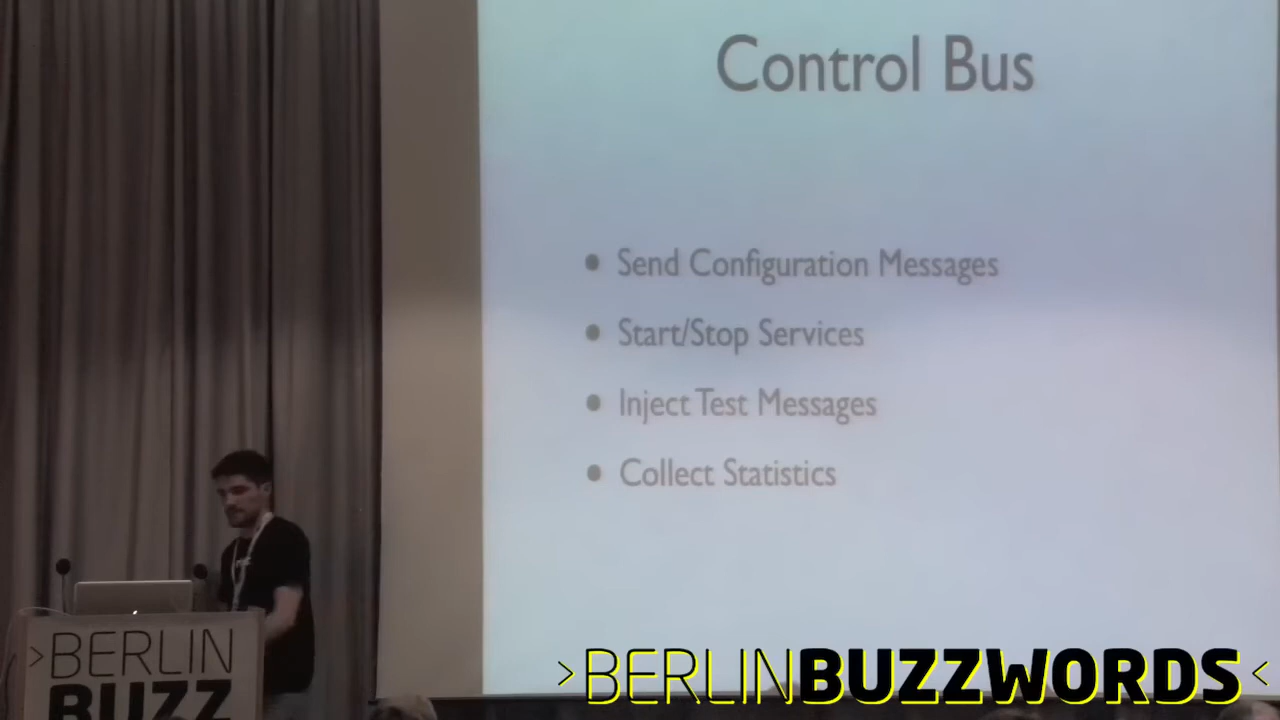 Control Bus
• Send Configuration Messages
• Start/Stop Services
• Inject Test Messages
• Collect Statistics
>BERLIN
BUZZ
>BERLINBUZZWORDS<